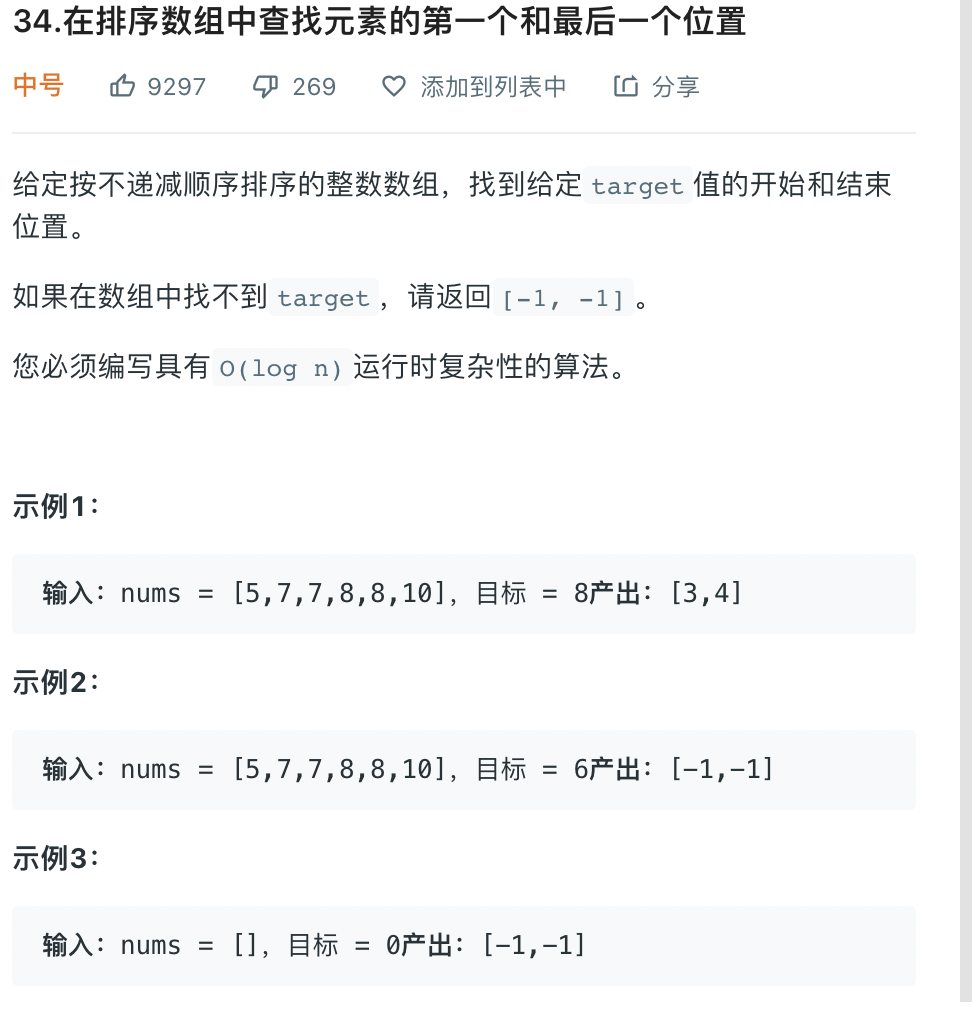 34.在排序数组中查找元素的第一个和最后一个位置
中号 9297 269 添加到列表中 分享
给定按不递减顺序排序的整数数组，找到给定 target 值的开始和结束
位置。
如果在数组中找不到 target ，请返回 [-1, -1] 。
您必须编写具有 O(log n) 运行时复杂性的算法。
示例1：
输入：nums = [5,7,7,8,8,10]，目标 = 8产出：[3,4]
示例2：
输入：nums = [5,7,7,8,8,10]，目标 = 6产出：[-1,-1]
示例3：
输入：nums = []，目标 = 0产出：[-1,-1]